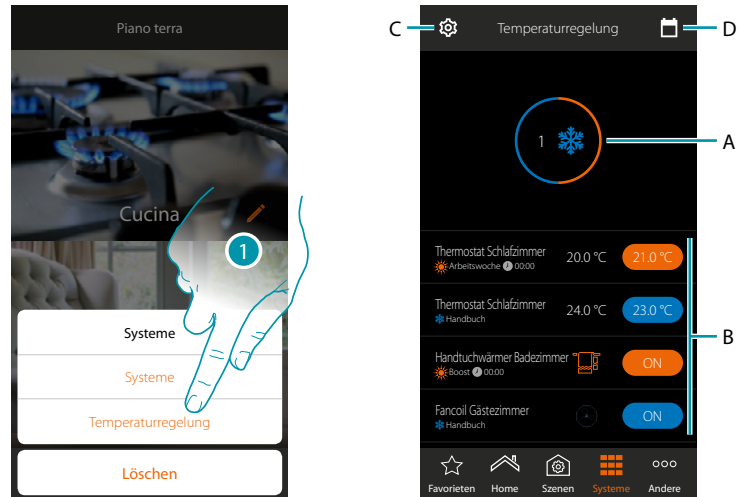 Piano terra
Cucina
1
Systeme
Systeme
Temperaturregelung
Löschen
C
Temperaturregelung
D
1
A
Thermostat Schlafzimmer 20.0 °C 21.0 °C
Arbeitswoche 00:00
Thermostat Schlafzimmer 24.0 °C 23.0 °C
Handbuch
B
Handtuchwärmer Badezimmer ON
Boost 00:00
Fancoil Gästezimmer ON
Handbuch
Favorieten Home Szenen Systeme Andere